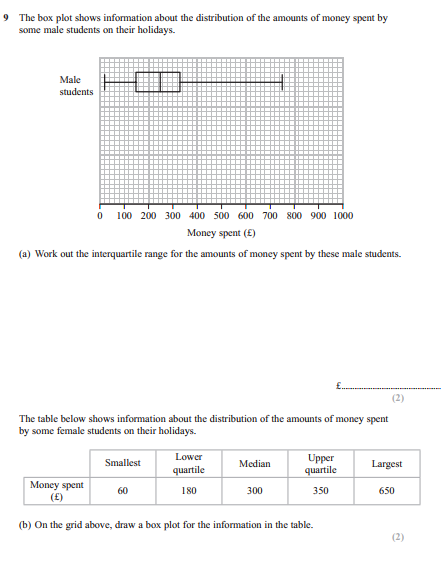 9 The box plot shows information about the distribution of the amounts of money spent by
some male students on their holidays.
Male
students
0 100 200 300 400 500 600 700 800 900 1000
Money spent (£)
(a) Work out the interquartile range for the amounts of money spent by these male students.
£
(2)
The table below shows information about the distribution of the amounts of money spent
by some female students on their holidays.
Smallest Lower quartile Median Upper quartile Largest
Money spent (£) 60 180 300 350 650
(b) On the grid above, draw a box plot for the information in the table.
(2)